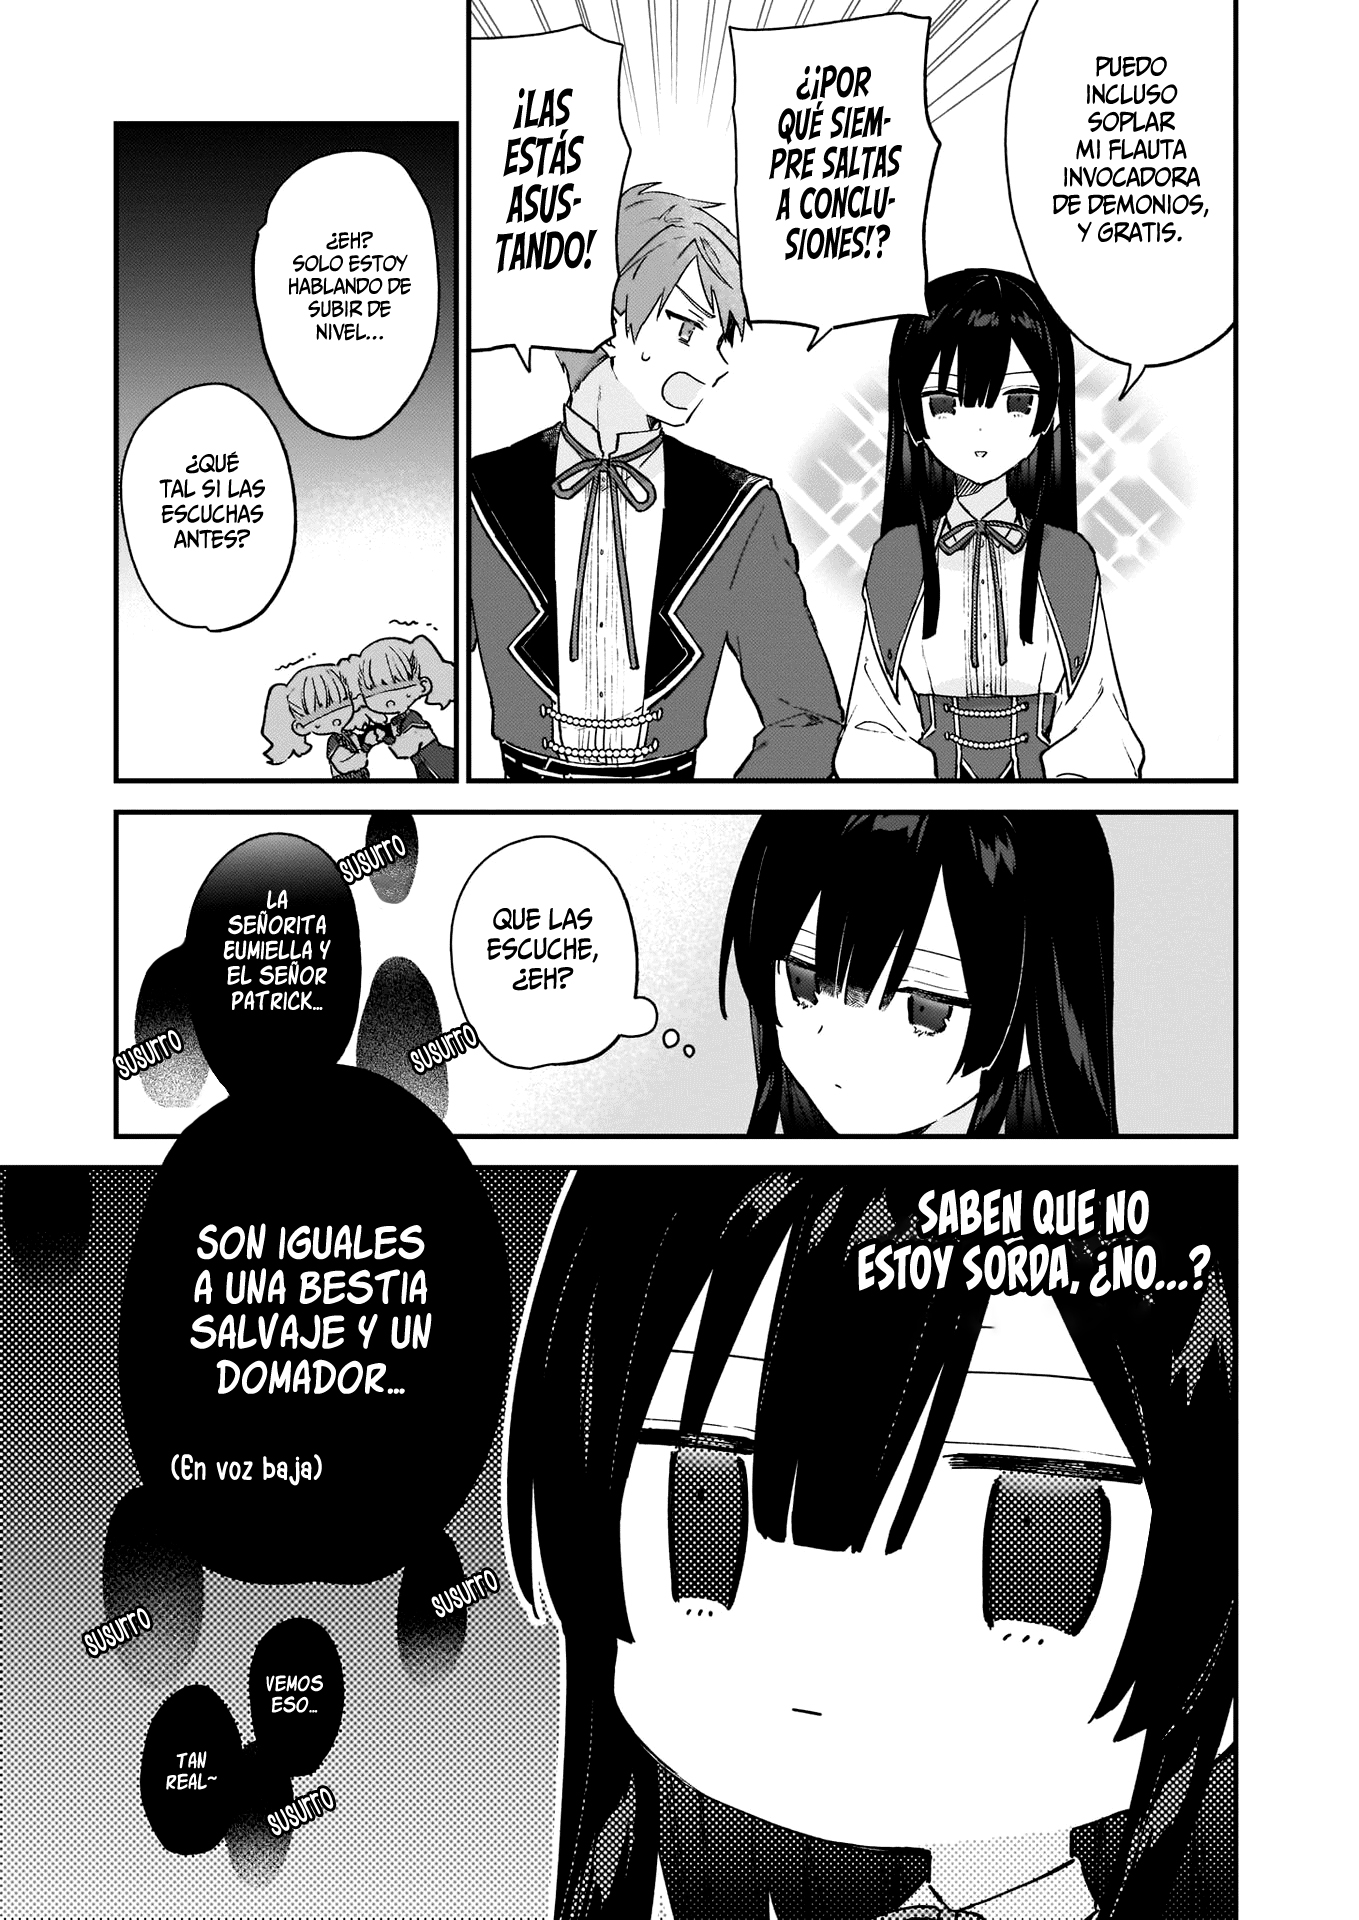 PUEDO
INCLUSO
SOPLAR
MI FLAUTA
INVOCADORA
DE DEMONIOS,
Y GRATIS.
¿¡POR
QUÉ SIEM-
PRE SALTAS
A CONCLU-
SIONES!?
¡LAS
ESTÁS
ASUS-
TANDO!
¿EH?
SOLO ESTOY
HABLANDO DE
SUBIR DE
NIVEL...
¿QUÉ
TAL SI LAS
ESCUCHAS
ANTES?
QUE LAS
ESCUCHE,
¿EH?
susurro
LA
SEÑORITA
EUMIELLA Y
EL SEÑOR
PATRICK...
susurro
susurro
SABEN QUE NO
ESTOY SORDA, ¿NO...?
SON IGUALES
A UNA BESTIA
SALVAJE Y UN
DOMADOR...
(En voz baja)
susurro
susurro
VEMOS
ESO...
TAN
REAL~
susurro